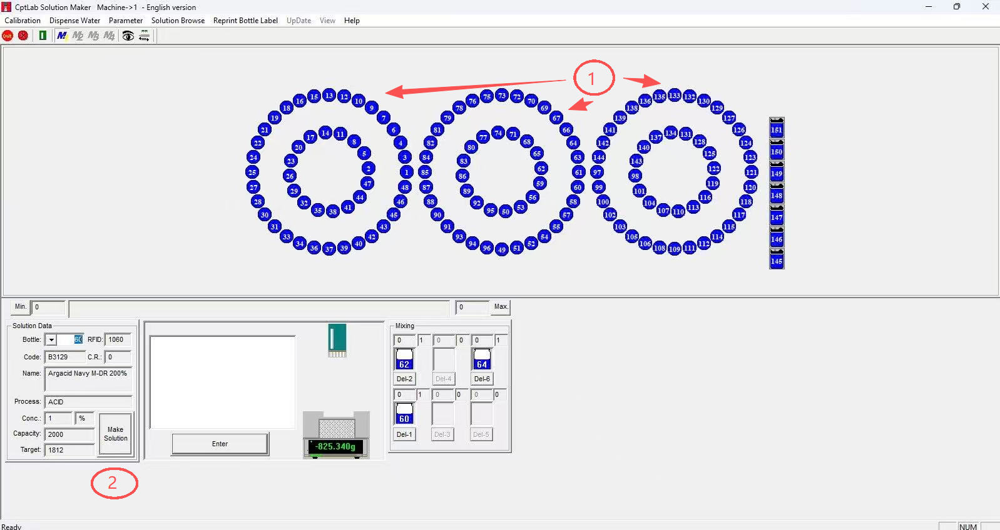 CptLab Solution Maker Machine->1 - English version
Calibration Dispense Water Parameter Solution Browse Reprint Bottle Label UpDate View Help
Quit M M2 M3 M4
1
15 13 12
16 10
18 9
19 7
21 6
22 4
24 3
25 1
27 48
28 46
30 45
31 43
33 42
34 40
36 37 39
17 14 11
20 8
23 5
26 2
29 47
32 44
35 38 41
75 73 72
76 70
78 69
79 67
81 66
82 64
84 63
85 61
87 60
88 58
90 57
91 55
93 54
94 52
96 49 51
77 74 71
80 68
83 65
86 62
89 59
92 56
95 50 53
135 133 132
136 130
138 129
139 127
141 126
142 124
144 123
97 121
99 120
100 118
102 117
103 115
105 114
106 112
108 109 111
137 134 131
140 128
143 125
98 122
101 119
104 116
107 110 113
151
150
149
148
147
146
145
Min. 0 0 Max.
Solution Data
Bottle: 60 RFID: 1060
Code: B3129 C.R.: 0
Name: Argacid Navy M-DR 200%
Process: ACID
Conc.: 1 %
Capacity: 2000
Target: 1812
Make
Solution
2
Enter
-825.340g
Mixing
0 1 0 0 0 1
62 64
Del-2 Del-4 Del-6
0 1 0 0 0 0
60
Del-1 Del-3 Del-5
Ready NUM